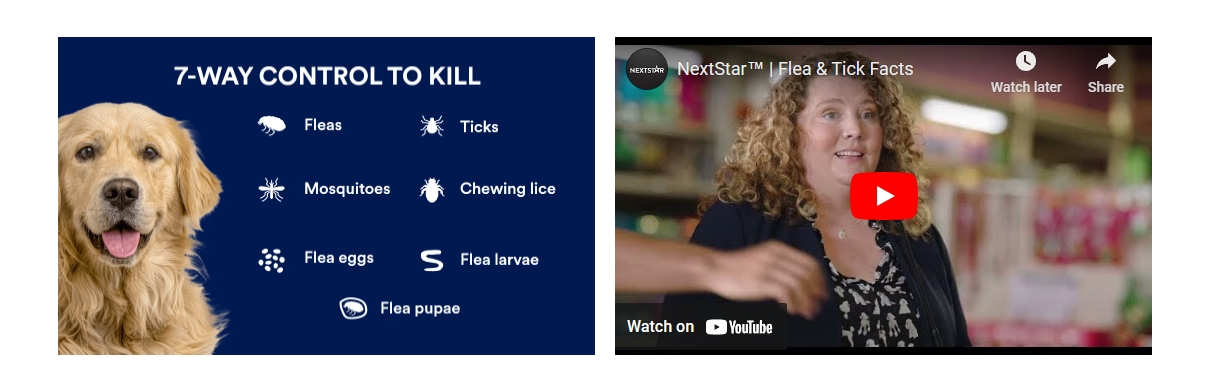 7-WAY CONTROL TO KILL
Fleas
Ticks
Mosquitoes
Chewing lice
Flea eggs
Flea larvae
Flea pupae
NEXTSTAR
NextStar™ | Flea & Tick Facts
Watch later
Share
Watch on YouTube